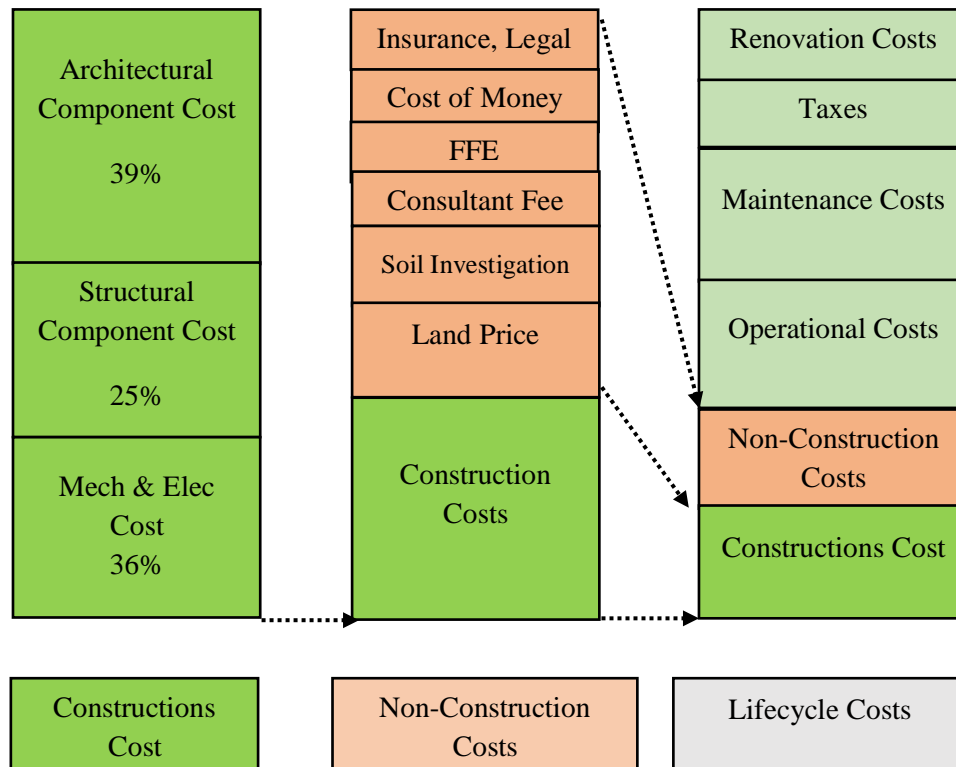 Architectural
Component Cost
39%
Structural
Component Cost
25%
Mech & Elec
Cost
36%
Insurance, Legal
Cost of Money
FFE
Consultant Fee
Soil Investigation
Land Price
Construction
Costs
Renovation Costs
Taxes
Maintenance Costs
Operational Costs
Non-Construction
Costs
Constructions Cost
Constructions
Cost
Non-Construction
Costs
Lifecycle Costs